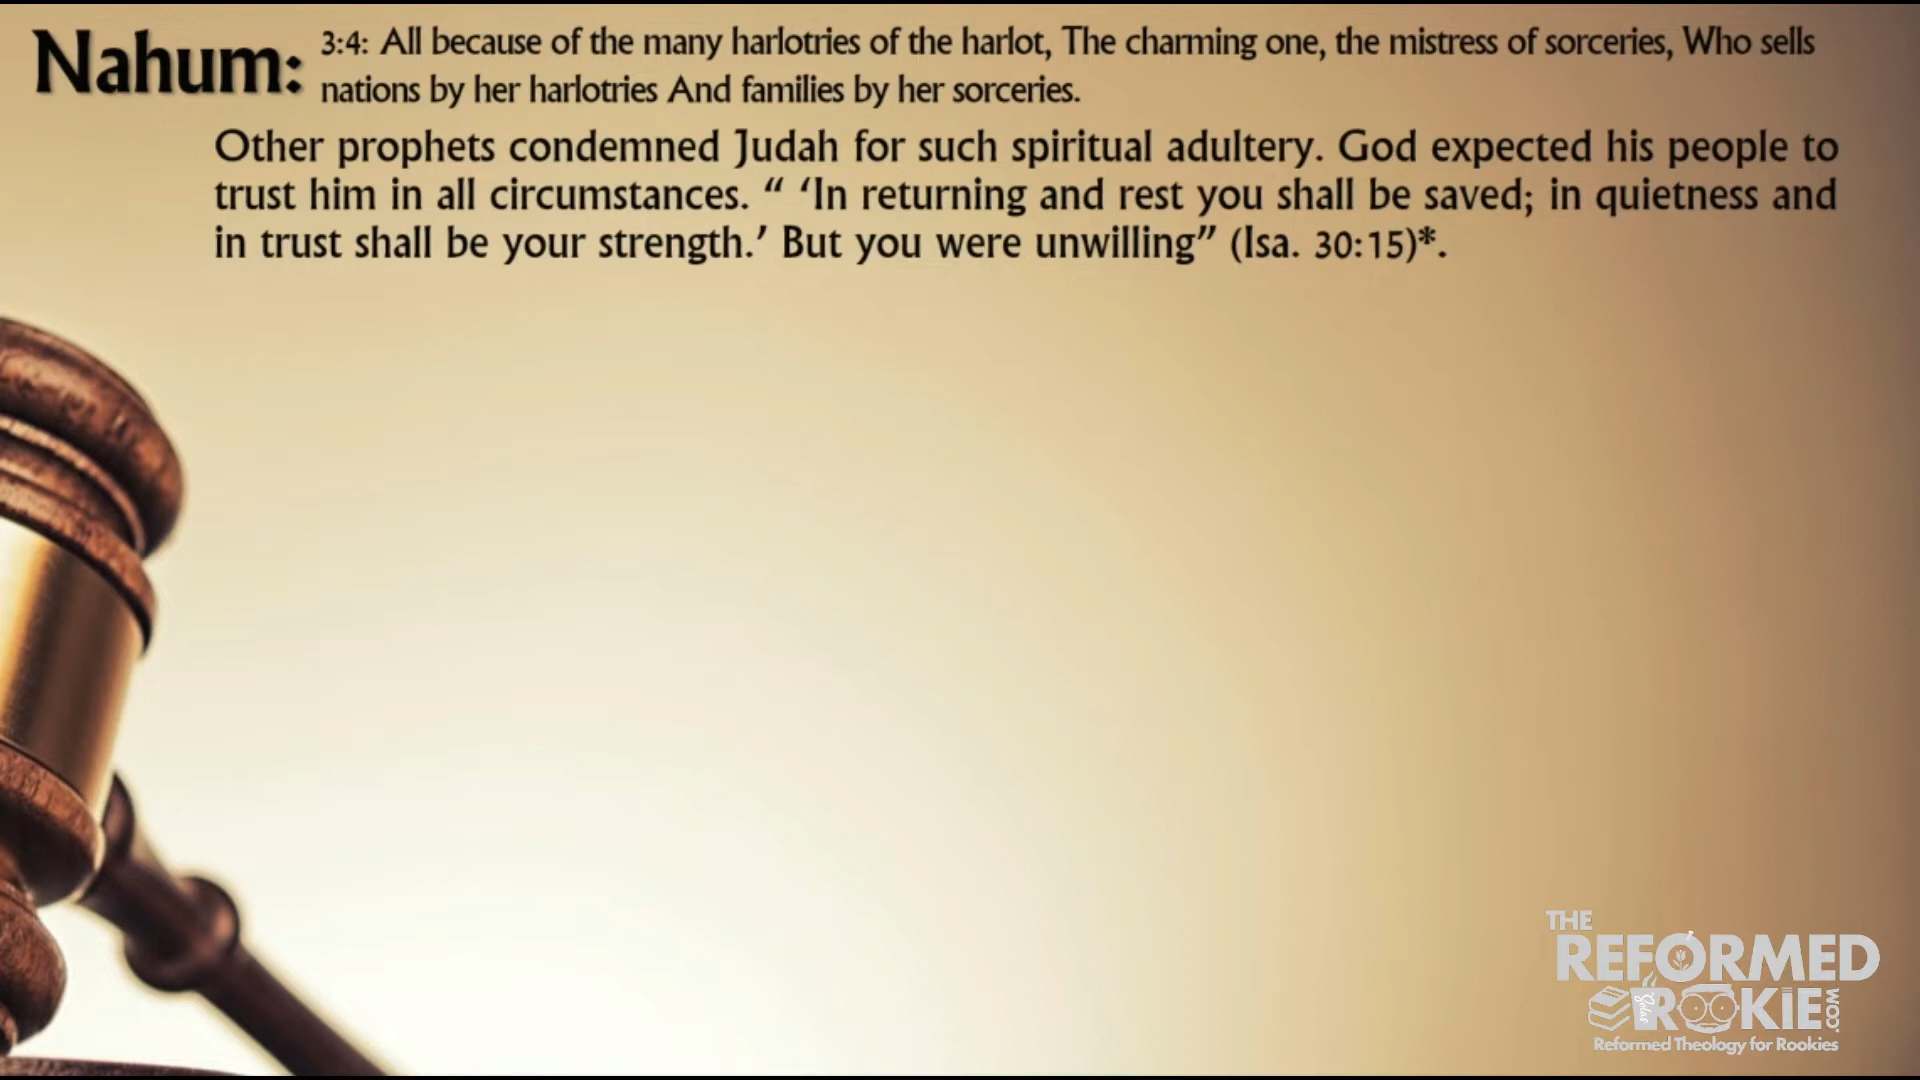 Nahum: 3:4: All because of the many harlotries of the harlot, The charming one, the mistress of sorceries, Who sells
nations by her harlotries And families by her sorceries.
Other prophets condemned Judah for such spiritual adultery. God expected his people to
trust him in all circumstances. “ ‘In returning and rest you shall be saved; in quietness and
in trust shall be your strength.’ But you were unwilling” (Isa. 30:15)*.
THE
REFORMED
ROOKIE.COM
Solas
Reformed Theology for Rookies